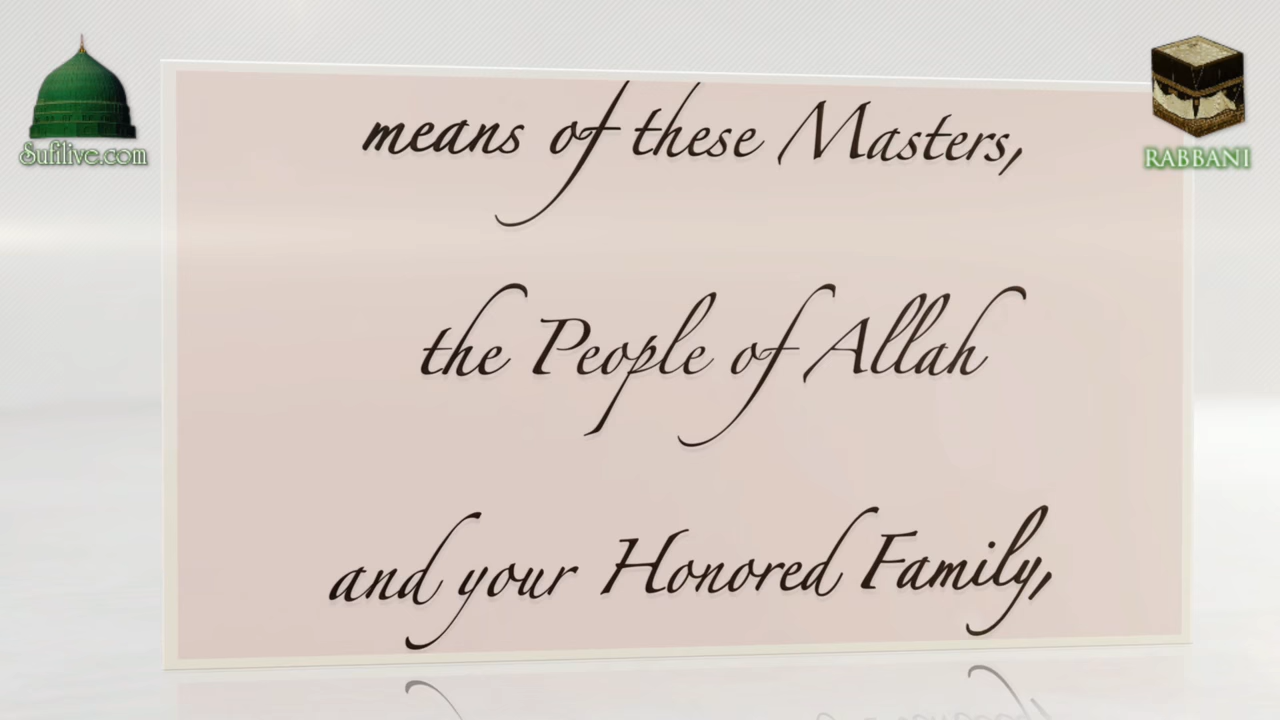 means of these Masters,
the People of Allah
and your Honored Family,
Sufilive.com
RABBANI